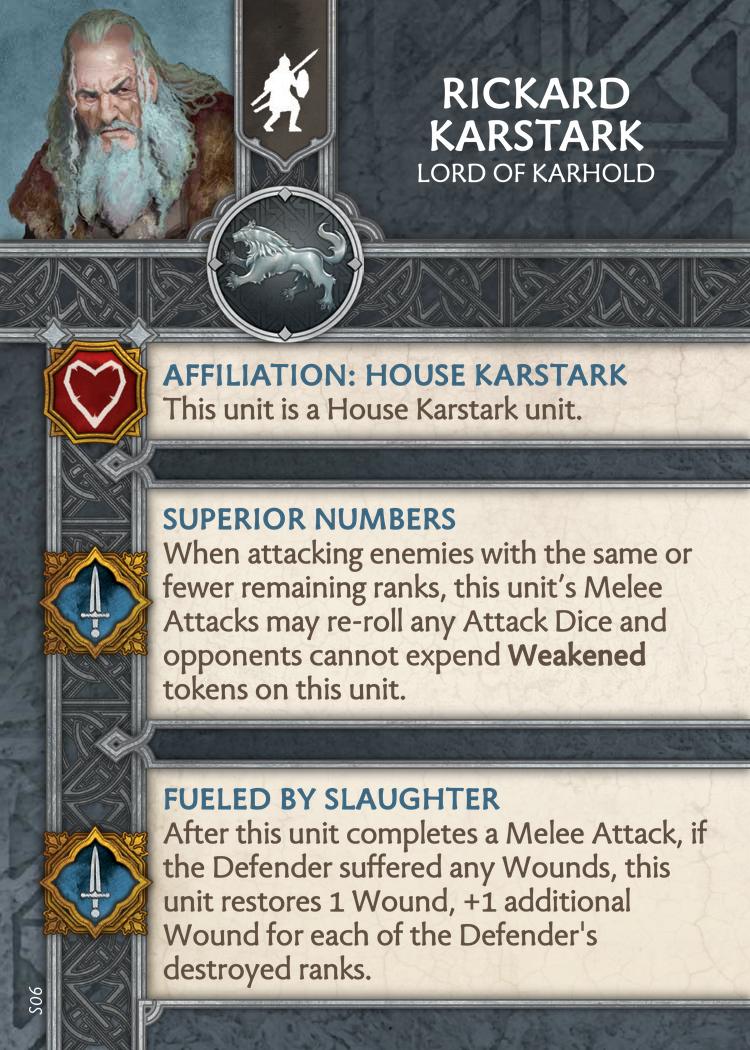 RICKARD
KARSTARK
LORD OF KARHOLD
AFFILIATION: HOUSE KARSTARK
This unit is a House Karstark unit.
SUPERIOR NUMBERS
When attacking enemies with the same or
fewer remaining ranks, this unit's Melee
Attacks may re-roll any Attack Dice and
opponents cannot expend Weakened
tokens on this unit.
FUELED BY SLAUGHTER
After this unit completes a Melee Attack, if
the Defender suffered any Wounds, this
unit restores 1 Wound, +1 additional
Wound for each of the Defender's
destroyed ranks.
S06